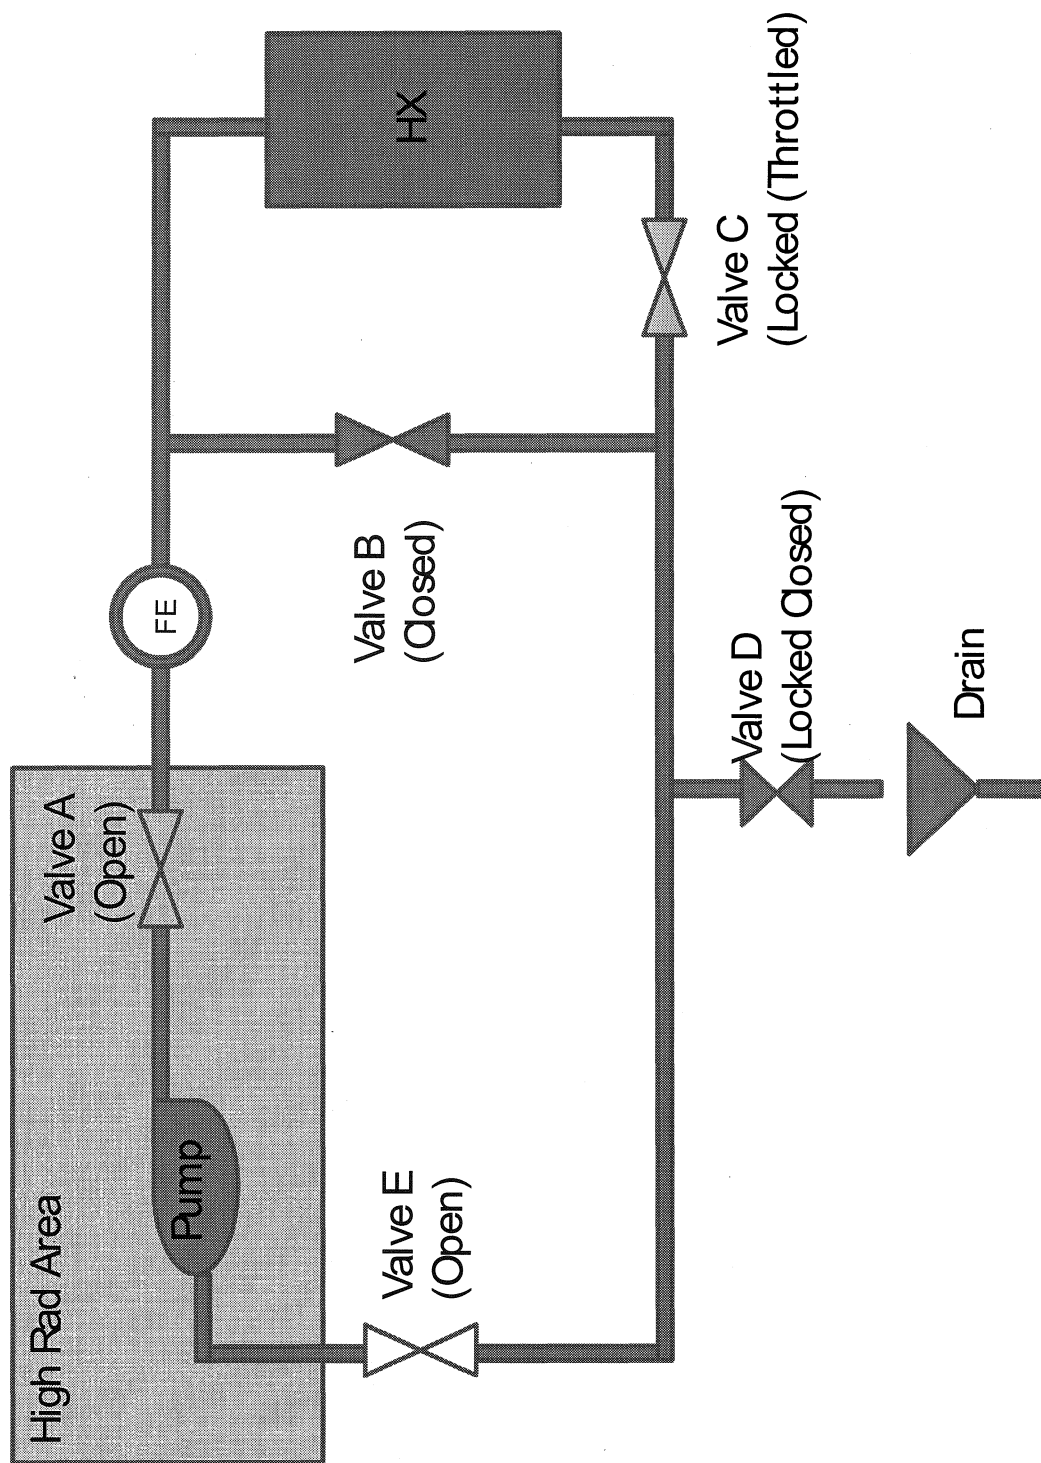 High Rad Area
Pump
Valve A
(Open)
FE
HX
Valve E
(Open)
Valve B
(Closed)
Valve C
(Locked (Throttled)
Valve D
(Locked Closed)
Drain